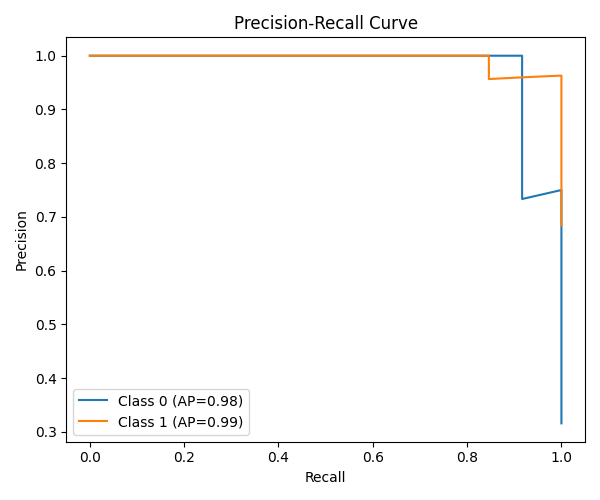 Precision-Recall Curve
Precision
1.0
0.9
0.8
0.7
0.6
0.5
0.4
0.3
Class 0 (AP=0.98)
Class 1 (AP=0.99)
0.0 0.2 0.4 0.6 0.8 1.0
Recall